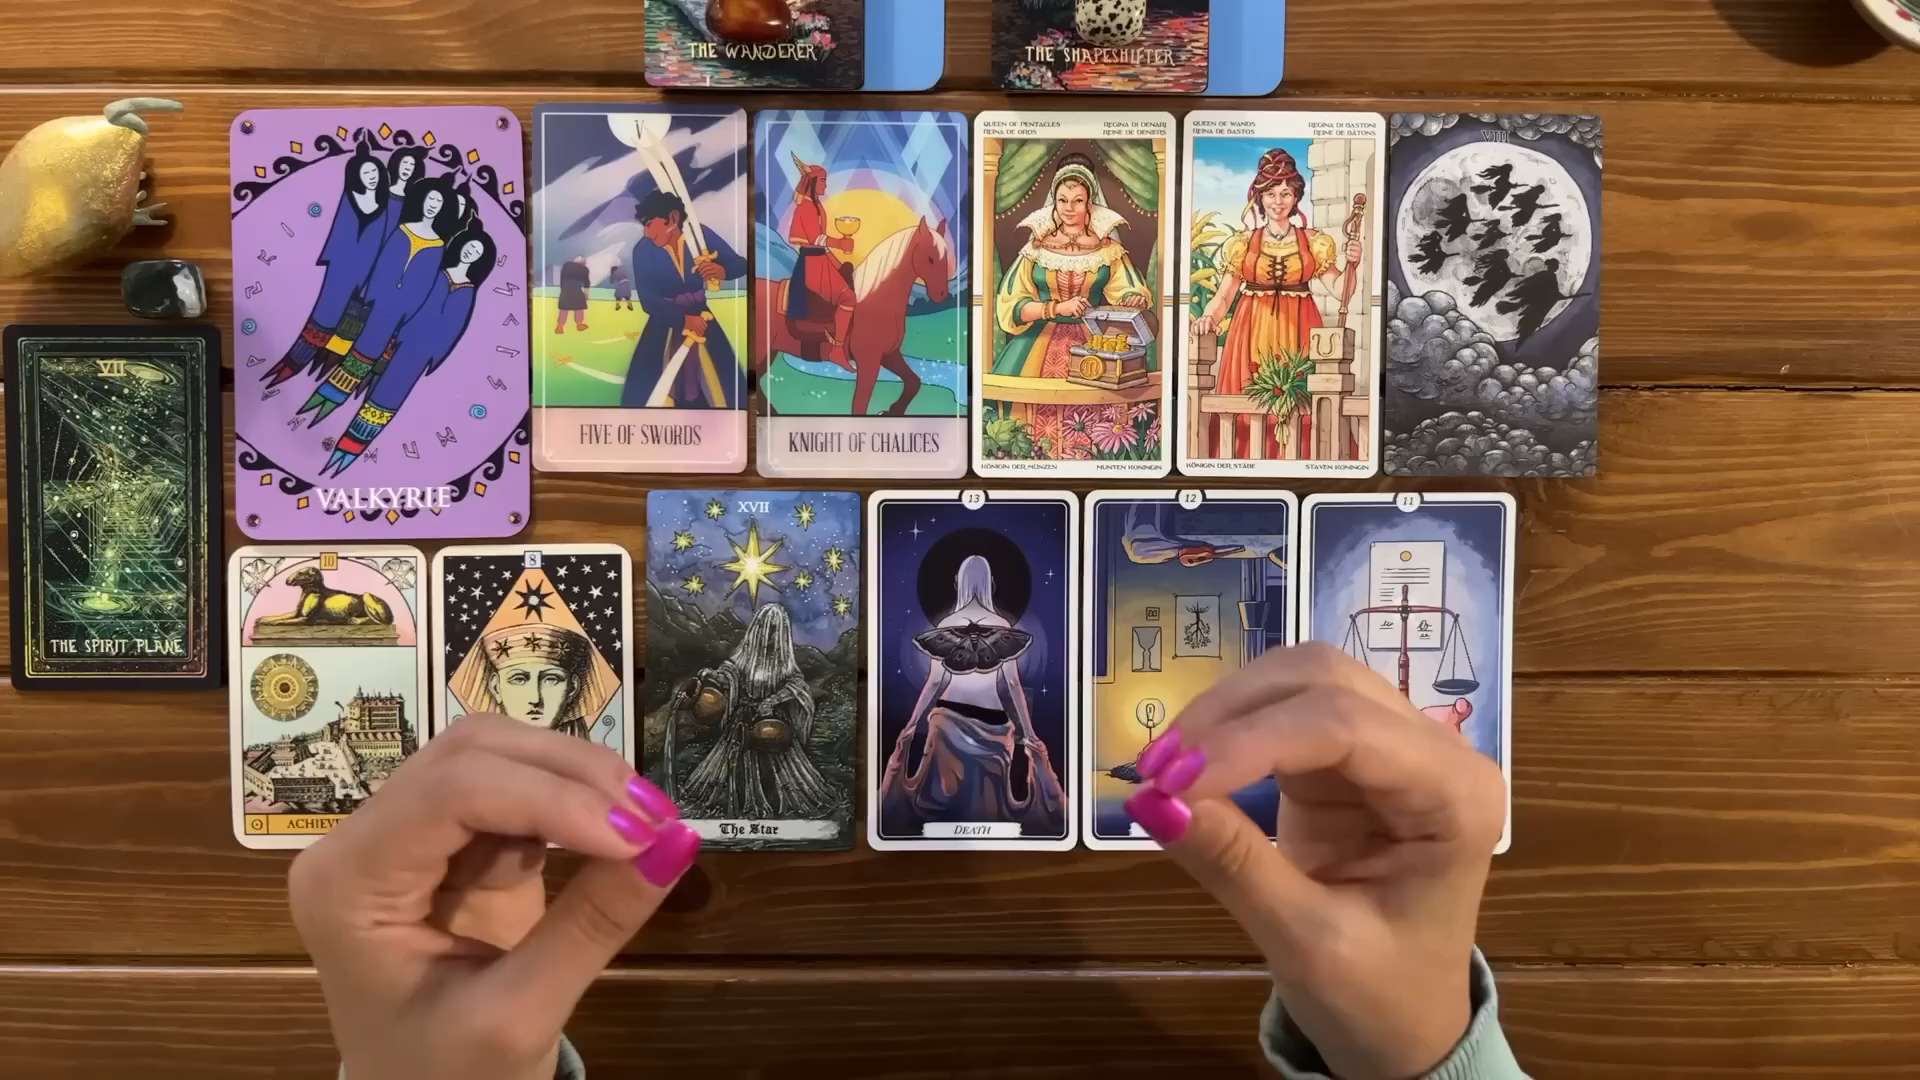 THE WANDERER
THE SHAPESHIFTER
VALKYRIE
V
FIVE OF SWORDS
KNIGHT OF CHALICES
QUEEN OF PENTACLES
REINA DE OROS
REGINA DI DENARI
REINE DE DENIERS
KÖNIGIN DER MÜNZEN
MUNTEN KONINGIN
QUEEN OF WANDS
REINA DE BASTOS
REGINA DI BASTONI
REINE DE BÂTONS
KÖNIGIN DER STÄBE
STAVEN KONINGIN
VIII
VII
THE SPIRIT PLANE
10
ACHIEVE
8
XVII
The Star
13
DEATH
12
11